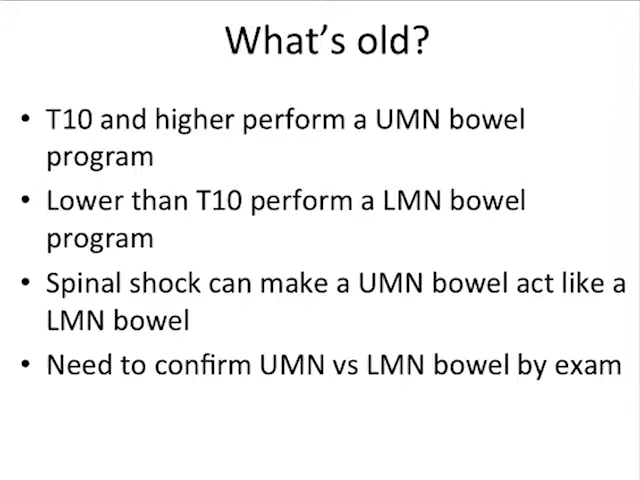 What's old?
• T10 and higher perform a UMN bowel
program
• Lower than T10 perform a LMN bowel
program
• Spinal shock can make a UMN bowel act like a
LMN bowel
• Need to confirm UMN vs LMN bowel by exam